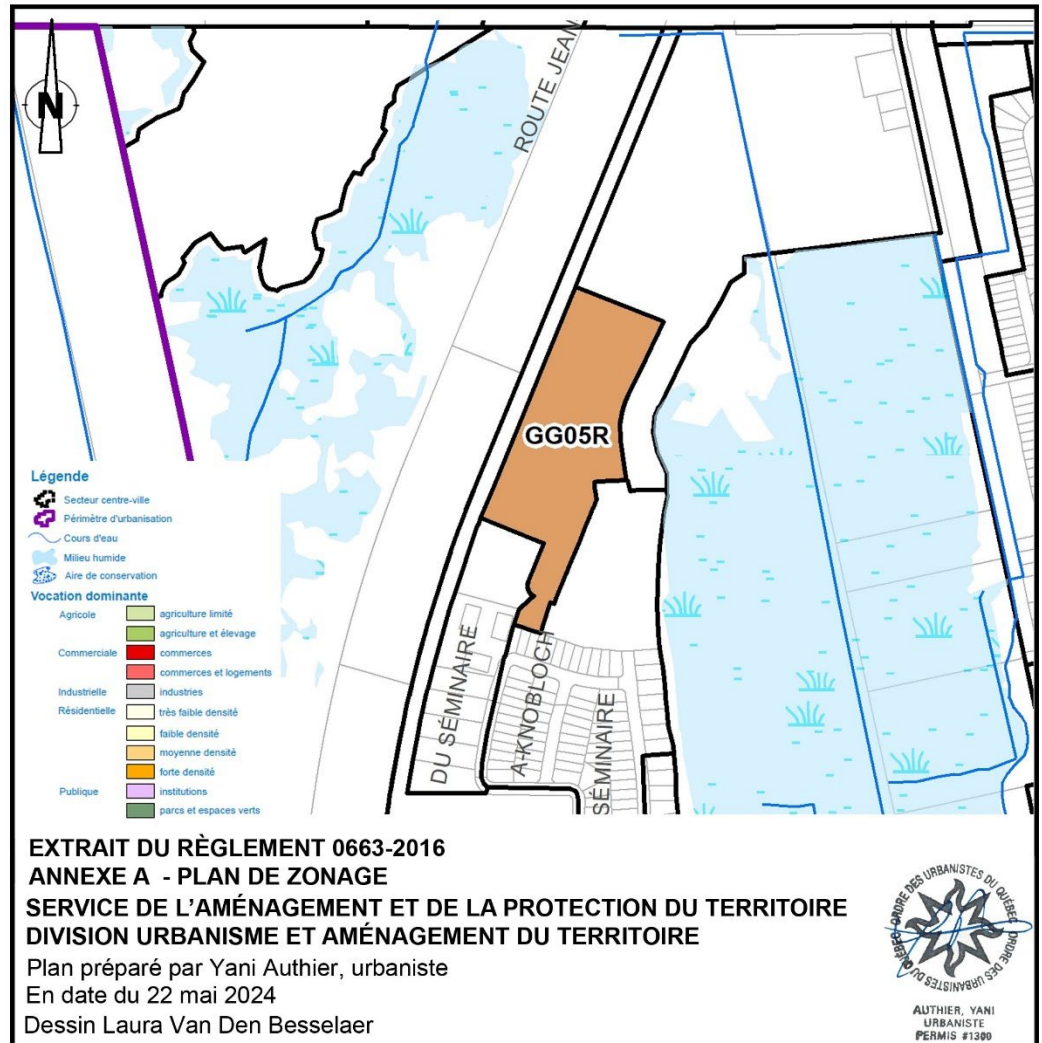 N
ROUTE JEAN
GG05R
DU SÉMINAIRE
A-KNOBLOCH
SÉMINAIRE
Légende
Secteur centre-ville
Périmètre d'urbanisation
Cours d'eau
Milieu humide
Aire de conservation
Vocation dominante
Agricole agriculture limité
agriculture et élevage
Commerciale commerces
commerces et logements
Industrielle industries
Résidentielle très faible densité
faible densité
moyenne densité
forte densité
Publique institutions
parcs et espaces verts
EXTRAIT DU RÈGLEMENT 0663-2016
ANNEXE A - PLAN DE ZONAGE
SERVICE DE L'AMÉNAGEMENT ET DE LA PROTECTION DU TERRITOIRE
DIVISION URBANISME ET AMÉNAGEMENT DU TERRITOIRE
Plan préparé par Yani Authier, urbaniste
En date du 22 mai 2024
Dessin Laura Van Den Besselaer
ORDRE DES URBANISTES DU QUÉBEC
ORDRE DES URBANISTES DU QUÉBEC
AUTHIER, YANI
URBANISTE
PERMIS #1300